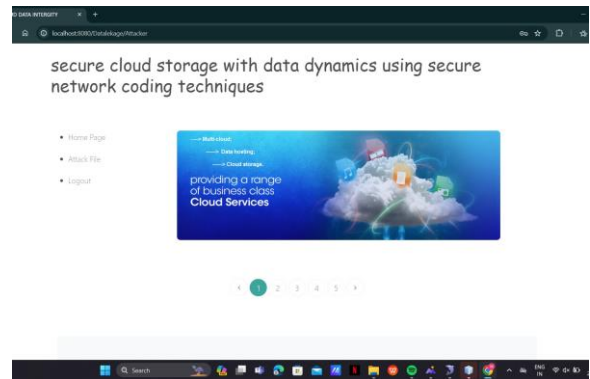 D DATA INTERGITY × +
localhost:8080/Datalekage/Attacker
secure cloud storage with data dynamics using secure
network coding techniques
Home Page
Attack File
Logout
Multi-cloud,
Data hosting,
Cloud storage.
providing a range
of business class
Cloud Services
1 2 3 4 5
Search
ENG
IN